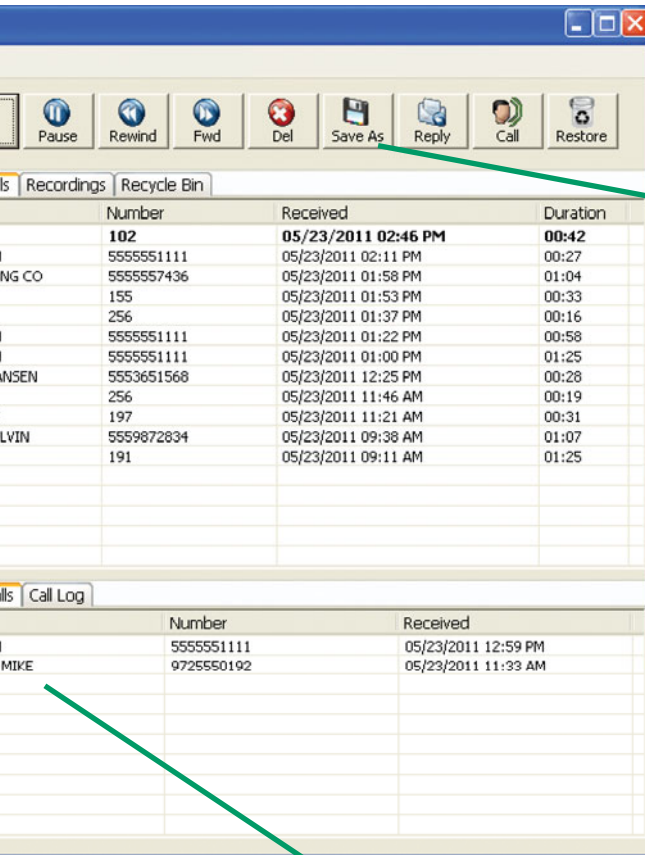 Pause Rewind Fwd Del Save As Reply Call Restore
ls Recordings Recycle Bin
Number Received Duration
102 05/23/2011 02:46 PM 00:42
5555551111 05/23/2011 02:11 PM 00:27
NG CO 5555557436 05/23/2011 01:58 PM 01:04
155 05/23/2011 01:53 PM 00:33
256 05/23/2011 01:37 PM 00:16
5555551111 05/23/2011 01:22 PM 00:58
5555551111 05/23/2011 01:00 PM 01:25
ANSEN 5553651568 05/23/2011 12:25 PM 00:28
256 05/23/2011 11:46 AM 00:19
197 05/23/2011 11:21 AM 00:31
LVIN 5559872834 05/23/2011 09:38 AM 01:07
191 05/23/2011 09:11 AM 01:25
lls Call Log
Number Received
5555551111 05/23/2011 12:59 PM
MIKE 9725550192 05/23/2011 11:33 AM